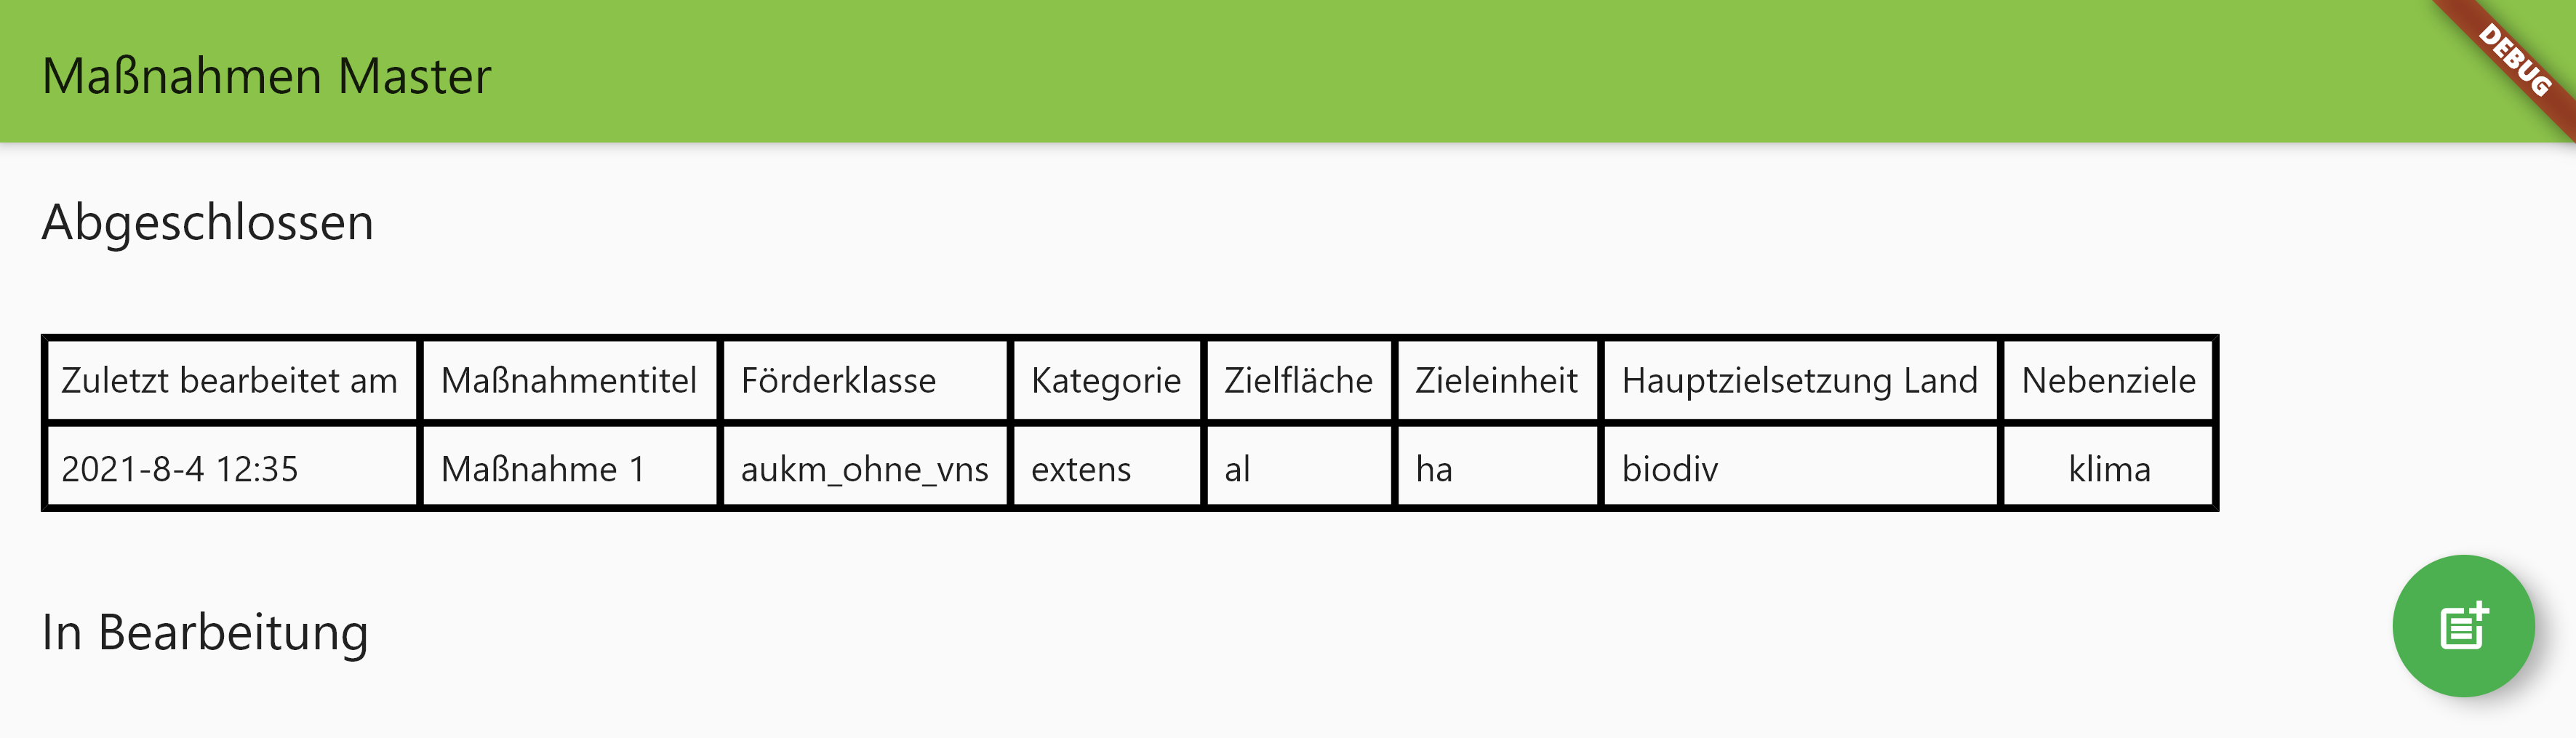 Maßnahmen Master
DEBUG
Abgeschlossen
Zuletzt bearbeitet am Maßnahmentitel Förderklasse Kategorie Zielfläche Zieleinheit Hauptzielsetzung Land Nebenziele
2021-8-4 12:35 Maßnahme 1 aukm_ohne_vns extens al ha biodiv klima
In Bearbeitung